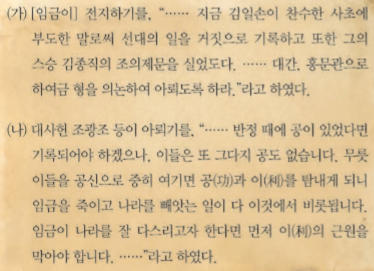 (가) [임금이] 전지하기를, “…… 지금 김일손이 찬수한 사초에
부도한 말로써 선대의 일을 거짓으로 기록하고 또한 그의
스승 김종직의 조의제문을 실었도다. …… 대간, 홍문관으로
하여금 형을 의논하여 아뢰도록 하라.”라고 하였다.
(나) 대사헌 조광조 등이 아뢰기를, “…… 반정 때에 공이 있었다면
기록되어야 하겠으나, 이들은 또 그다지 공도 없습니다. 무릇
이들을 공신으로 중히 여기면 공(功)과 이(利)를 탐내게 되니
임금을 죽이고 나라를 빼앗는 일이 다 이것에서 비롯됩니다.
임금이 나라를 잘 다스리고자 한다면 먼저 이(利)의 근원을
막아야 합니다. ……”라고 하였다.